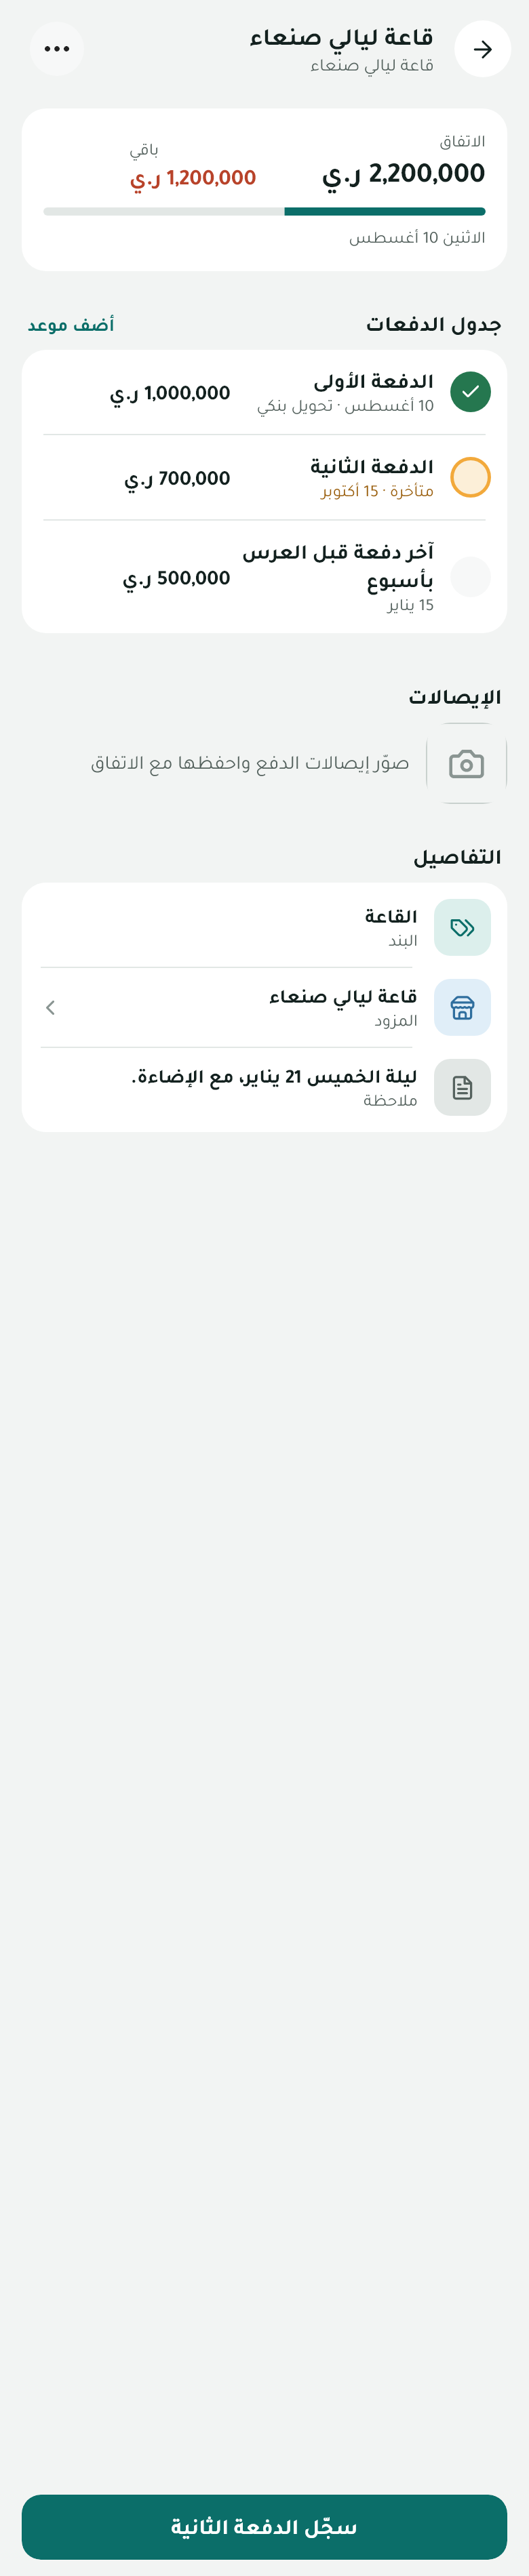 قاعة ليالي صنعاء
قاعة ليالي صنعاء
الاتفاق
2,200,000 ر.ي
باقي
1,200,000 ر.ي
الاثنين 10 أغسطس
جدول الدفعات
أضف موعد
الدفعة الأولى
10 أغسطس · تحويل بنكي
1,000,000 ر.ي
الدفعة الثانية
متأخرة · 15 أكتوبر
700,000 ر.ي
آخر دفعة قبل العرس
بأسبوع
15 يناير
500,000 ر.ي
الإيصالات
صوّر إيصالات الدفع واحفظها مع الاتفاق
التفاصيل
القاعة
البند
قاعة ليالي صنعاء
المزود
ليلة الخميس 21 يناير، مع الإضاءة.
ملاحظة
سجّل الدفعة الثانية